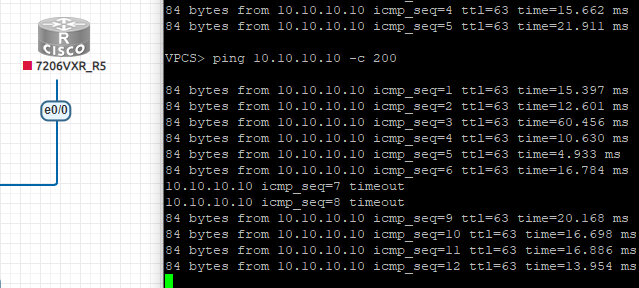 R
CISCO
7206VXR_R5
e0/0
84 bytes from 10.10.10.10 icmp_seq=4 ttl=63 time=15.662 ms
84 bytes from 10.10.10.10 icmp_seq=5 ttl=63 time=21.911 ms
VPCS> ping 10.10.10.10 -c 200
84 bytes from 10.10.10.10 icmp_seq=1 ttl=63 time=15.397 ms
84 bytes from 10.10.10.10 icmp_seq=2 ttl=63 time=12.601 ms
84 bytes from 10.10.10.10 icmp_seq=3 ttl=63 time=60.456 ms
84 bytes from 10.10.10.10 icmp_seq=4 ttl=63 time=10.630 ms
84 bytes from 10.10.10.10 icmp_seq=5 ttl=63 time=4.933 ms
84 bytes from 10.10.10.10 icmp_seq=6 ttl=63 time=16.784 ms
10.10.10.10 icmp_seq=7 timeout
10.10.10.10 icmp_seq=8 timeout
84 bytes from 10.10.10.10 icmp_seq=9 ttl=63 time=20.168 ms
84 bytes from 10.10.10.10 icmp_seq=10 ttl=63 time=16.698 ms
84 bytes from 10.10.10.10 icmp_seq=11 ttl=63 time=16.886 ms
84 bytes from 10.10.10.10 icmp_seq=12 ttl=63 time=13.954 ms